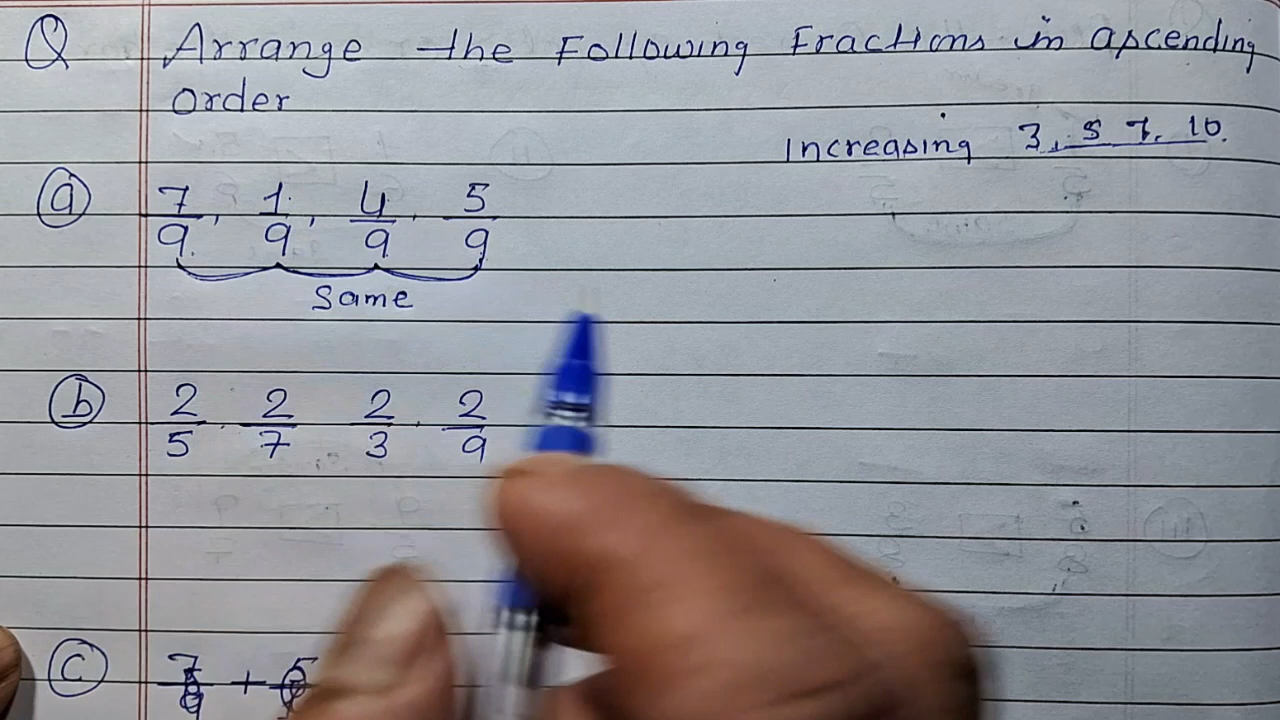 Q Arrange the Following Fractions in ascending
order
Increasing 3, 5 7, 10.
a 7/9, 1/9, 4/9, 5/9
Same
b 2/5, 2/7 2/3, 2/9
c 7/ +